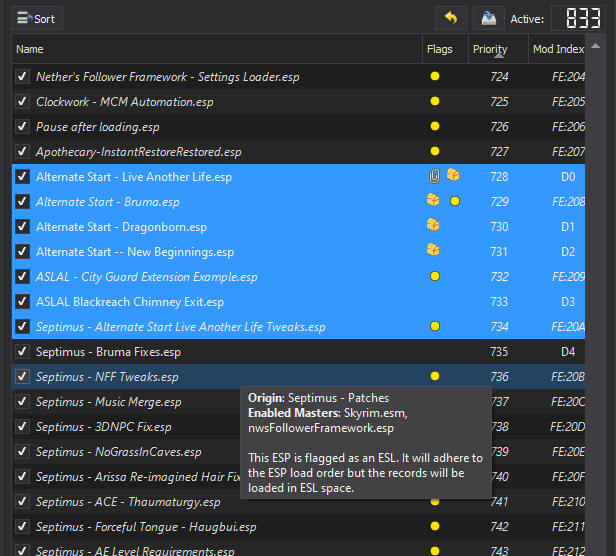 Sort Active: 833
Name Flags Priority Mod Index
Nether's Follower Framework - Settings Loader.esp 724 FE:204
Clockwork - MCM Automation.esp 725 FE:205
Pause after loading.esp 726 FE:206
Apothecary-InstantRestoreRestored.esp 727 FE:207
Alternate Start - Live Another Life.esp 728 D0
Alternate Start - Bruma.esp 729 FE:208
Alternate Start - Dragonborn.esp 730 D1
Alternate Start -- New Beginnings.esp 731 D2
ASLAL - City Guard Extension Example.esp 732 FE:209
ASLAL Blackreach Chimney Exit.esp 733 D3
Septimus - Alternate Start Live Another Life Tweaks.esp 734 FE:20A
Septimus - Bruma Fixes.esp 735 D4
Septimus - NFF Tweaks.esp 736 FE:20B
Septimus - Music Merge.esp 737 FE:20C
Septimus - 3DNPC Fix.esp 738 FE:20D
Septimus - NoGrassInCaves.esp 739 FE:20E
Septimus - Arissa Re-imagined Hair Fix 740 FE:20F
Septimus - ACE - Thaumaturgy.esp 741 FE:210
Septimus - Forceful Tongue - Haugbui.esp 742 FE:211
Septimus - AE Level Requirements.esp 743 FE:212
Origin: Septimus - Patches
Enabled Masters: Skyrim.esm,
nwsFollowerFramework.esp
This ESP is flagged as an ESL. It will adhere to
the ESP load order but the records will be
loaded in ESL space.